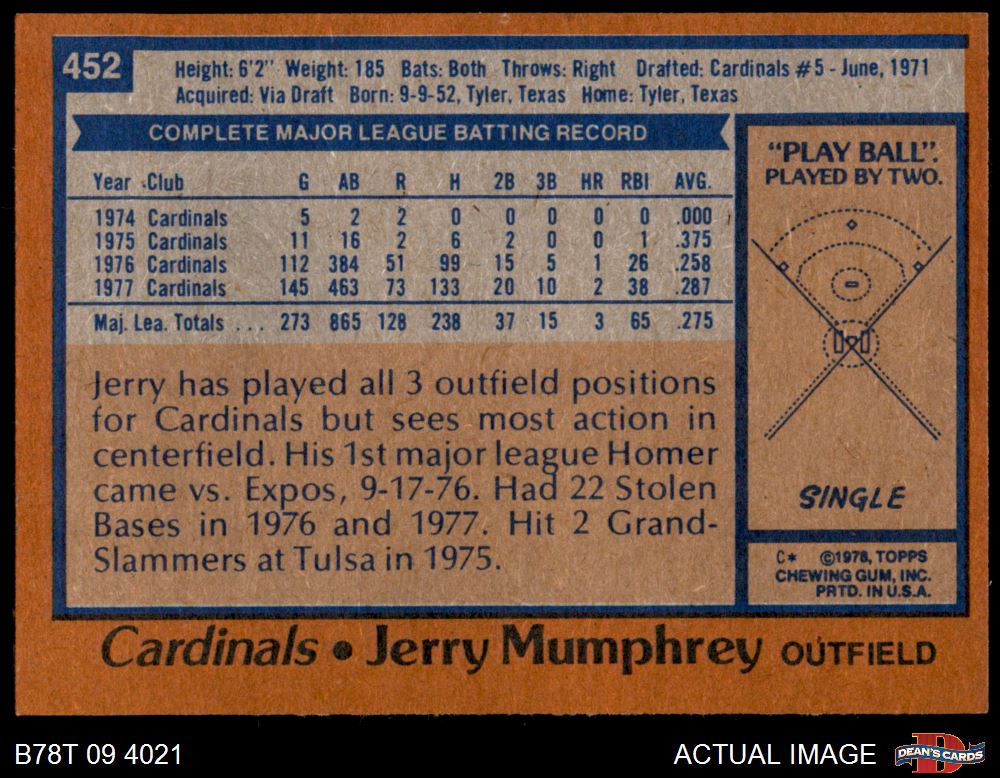 452
Height: 6'2" Weight: 185 Bats: Both Throws: Right Drafted: Cardinals #5 - June, 1971
Acquired: Via Draft Born: 9-9-52, Tyler, Texas Home: Tyler, Texas
COMPLETE MAJOR LEAGUE BATTING RECORD
Year Club G AB R H 2B 3B HR RBI AVG.
1974 Cardinals 5 2 2 0 0 0 0 0 .000
1975 Cardinals 11 16 2 6 2 0 0 1 .375
1976 Cardinals 112 384 51 99 15 5 1 26 .258
1977 Cardinals 145 463 73 133 20 10 2 38 .287
Maj. Lea. Totals ... 273 865 128 238 37 15 3 65 .275
Jerry has played all 3 outfield positions
for Cardinals but sees most action in
centerfield. His 1st major league Homer
came vs. Expos, 9-17-76. Had 22 Stolen
Bases in 1976 and 1977. Hit 2 Grand-
Slammers at Tulsa in 1975.
"PLAY BALL".
PLAYED BY TWO.
SINGLE
C* ©1978, TOPPS
CHEWING GUM, INC.
PRTD. IN U.S.A.
Cardinals • Jerry Mumphrey OUTFIELD
B78T 09 4021
ACTUAL IMAGE
DEAN'S CARDS